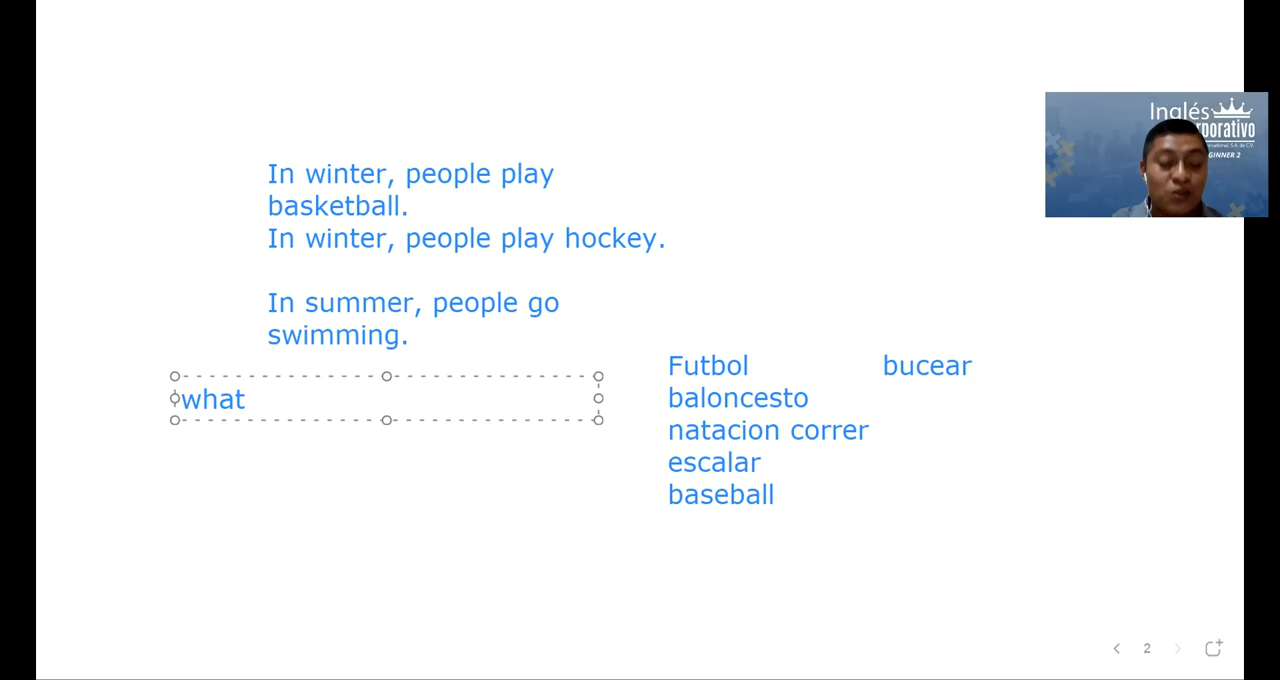 In winter, people play
basketball.
In winter, people play hockey.
In summer, people go
swimming.
what
Futbol bucear
baloncesto
natacion correr
escalar
baseball
Inglés
porativo
GINNER 2
2